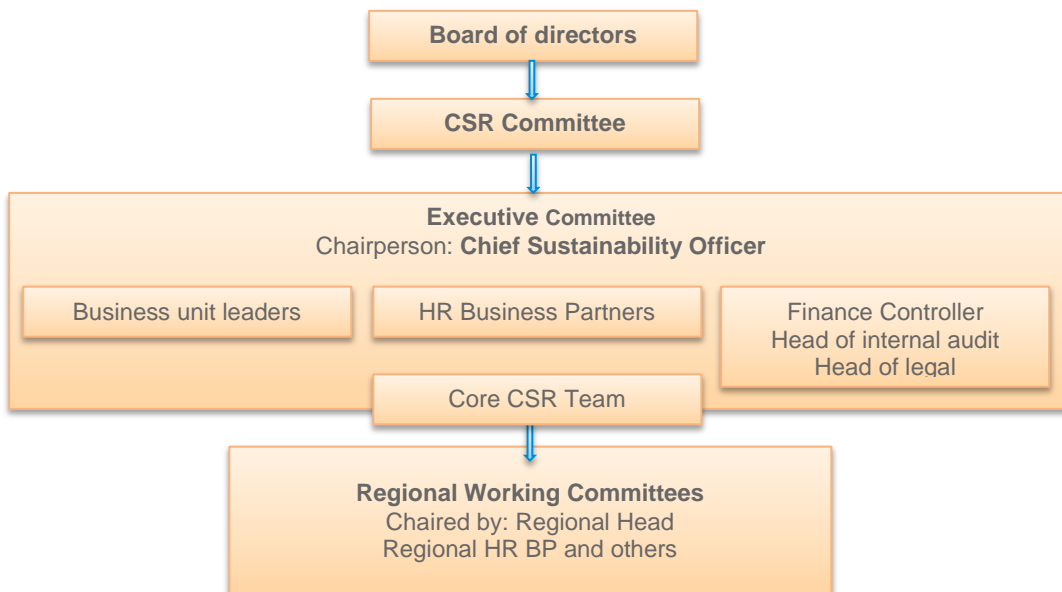 Board of directors
CSR Committee
Executive Committee
Chairperson: Chief Sustainability Officer
Business unit leaders
HR Business Partners
Finance Controller
Head of internal audit
Head of legal
Core CSR Team
Regional Working Committees
Chaired by: Regional Head
Regional HR BP and others